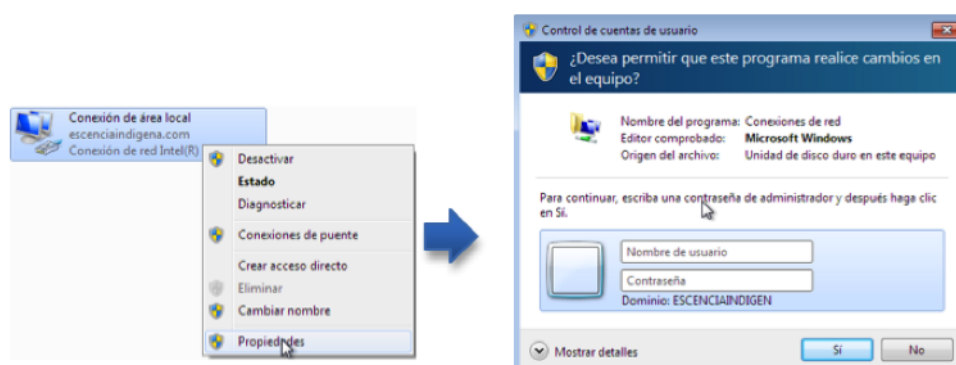 Conexión de área local
escenciaindigena.com
Conexión de red Intel(R)
Desactivar
Estado
Diagnosticar
Conexiones de puente
Crear acceso directo
Eliminar
Cambiar nombre
Propiedades
Control de cuentas de usuario
¿Desea permitir que este programa realice cambios en
el equipo?
Nombre del programa: Conexiones de red
Editor comprobado: Microsoft Windows
Origen del archivo: Unidad de disco duro en este equipo
Para continuar, escriba una contraseña de administrador y después haga clic
en Sí.
Nombre de usuario
Contraseña
Dominio: ESCENCIAINDIGEN
Mostrar detalles
Sí
No